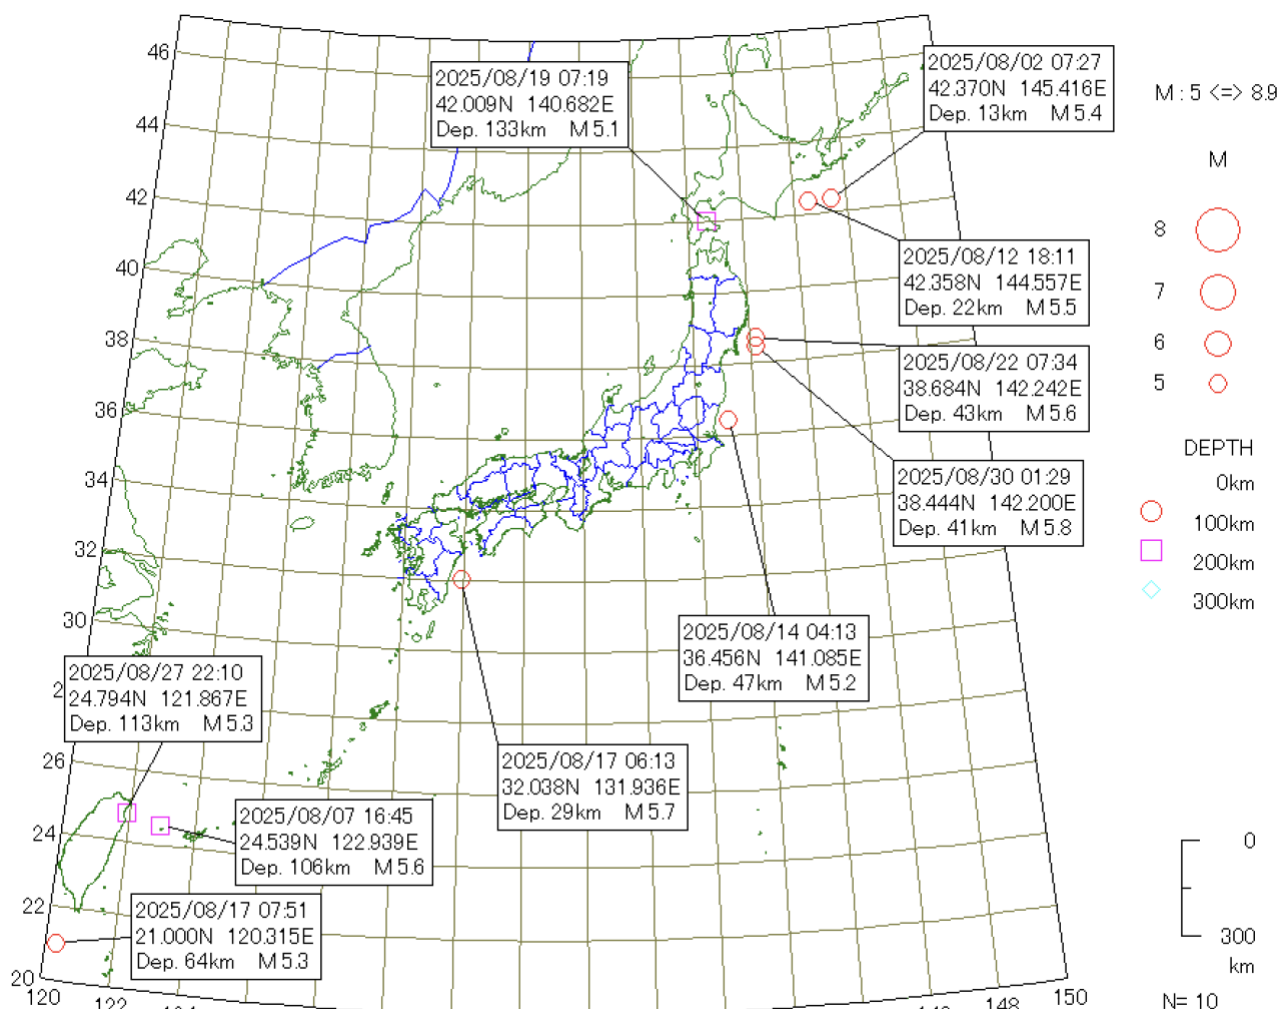 46
44
42
40
38
36
34
32
30
2
26
24
22
20
120
122
148
150
2025/08/19 07:19
42.009N 140.682E
Dep. 133km M5.1
2025/08/02 07:27
42.370N 145.416E
Dep. 13km M5.4
2025/08/12 18:11
42.358N 144.557E
Dep. 22km M5.5
2025/08/22 07:34
38.684N 142.242E
Dep. 43km M5.6
2025/08/30 01:29
38.444N 142.200E
Dep. 41km M5.8
2025/08/14 04:13
36.456N 141.085E
Dep. 47km M5.2
2025/08/27 22:10
24.794N 121.867E
Dep. 113km M5.3
2025/08/17 06:13
32.038N 131.936E
Dep. 29km M5.7
2025/08/07 16:45
24.539N 122.939E
Dep. 106km M5.6
2025/08/17 07:51
21.000N 120.315E
Dep. 64km M5.3
M : 5 <=> 8.9
M
8
7
6
5
DEPTH
0km
100km
200km
300km
0
300
km
N= 10